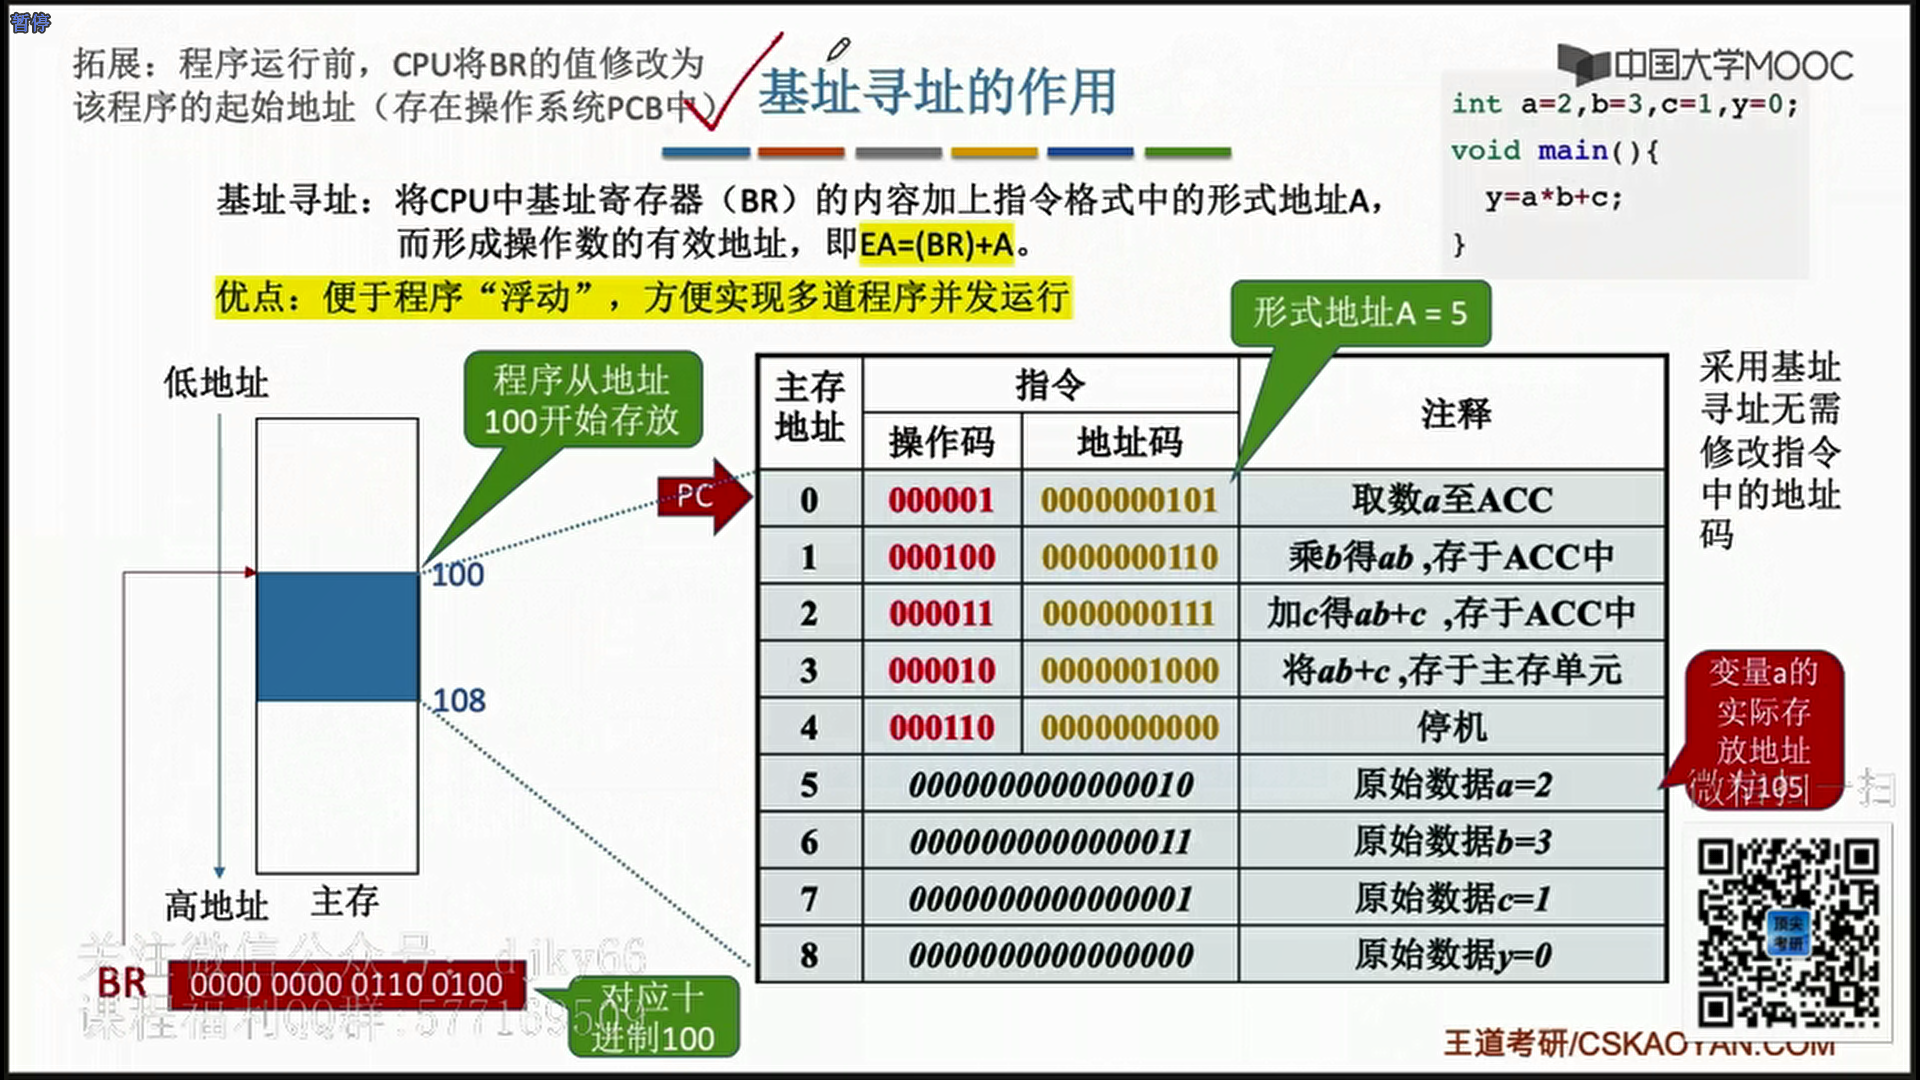 暂停
拓展：程序运行前，CPU将BR的值修改为
该程序的起始地址（存在操作系统PCB中）
基址寻址的作用
中国大学MOOC
int a=2,b=3,c=1,y=0;
void main(){
y=a*b+c;
}
基址寻址：将CPU中基址寄存器（BR）的内容加上指令格式中的形式地址A，
而形成操作数的有效地址，即EA=(BR)+A。
优点：便于程序“浮动”，方便实现多道程序并发运行
形式地址A = 5
低地址
程序从地址
100开始存放
100
108
高地址
主存
PC
主存地址 指令 注释
操作码 地址码
0 000001 0000000101 取数a至ACC
1 000100 0000000110 乘b得ab ,存于ACC中
2 000011 0000000111 加c得ab+c ,存于ACC中
3 000010 0000001000 将ab+c ,存于主存单元
4 000110 0000000000 停机
5 0000000000000010 原始数据a=2
6 0000000000000011 原始数据b=3
7 0000000000000001 原始数据c=1
8 0000000000000000 原始数据y=0
采用基址
寻址无需
修改指令
中的地址
码
变量a的
实际存
放地址
105
微信扫一扫
顶尖
考研
关注微信公众号：djky66
BR 0000 0000 0110 0100
课程福利QQ群:577169509
对应十
进制100
王道考研/CSKAOYAN.COM